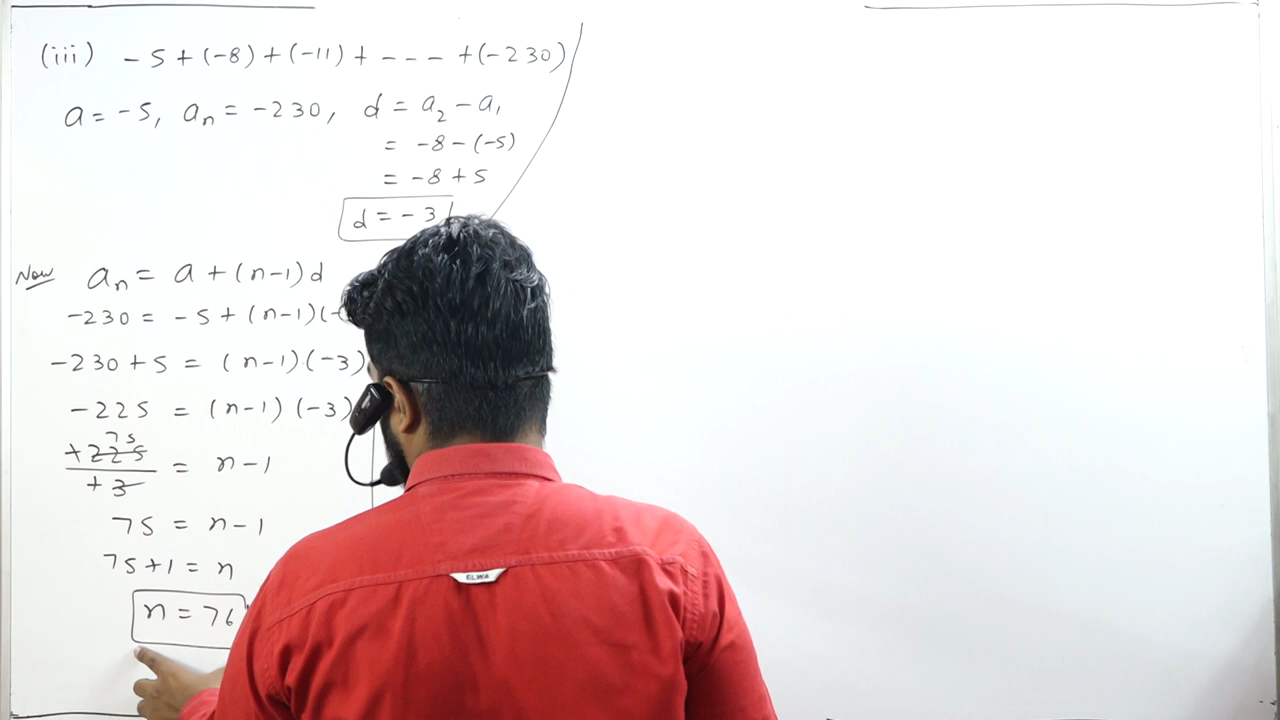 (iii) -5 + (-8) + (-11) + - - - - + (-230)
a = -5, aₙ = -230, d = a₂ - a₁
= -8 - (-5)
= -8 + 5
d = -3
Now aₙ = a + (n-1) d
-230 = -5 + (n-1)(-
-230 + 5 = (n-1).(-3)
-225 = (n-1) (-3)
75
+225
+3
= n-1
75 = n-1
75+1 = n
n = 76
ELWA